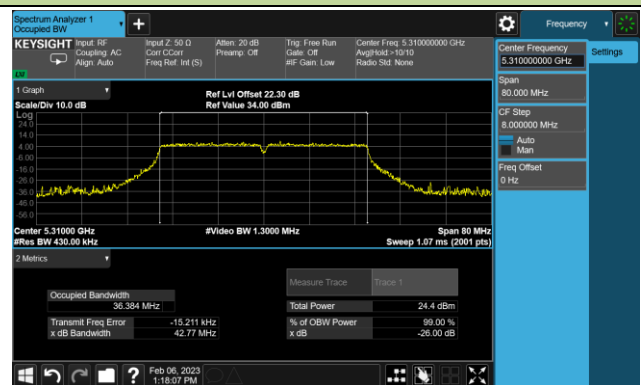 Spectrum Analyzer 1
Occupied BW
+
Frequency
KEYSIGHT
Input: RF
Coupling: AC
Align: Auto
Input Z: 50 Ω
Corr CCorr
Freq Ref: Int (S)
Atten: 20 dB
Preamp: Off
Trig: Free Run
Gate: Off
#IF Gain: Low
Center Freq: 5.310000000 GHz
Avg|Hold:>10/10
Radio Std: None
1 Graph
Scale/Div 10.0 dB
Ref Lvl Offset 22.30 dB
Ref Value 34.00 dBm
Log
24.0
14.0
4.00
-6.00
-16.0
-26.0
-36.0
-46.0
-56.0
Center 5.31000 GHz
#Res BW 430.00 kHz
#Video BW 1.3000 MHz
Span 80 MHz
Sweep 1.07 ms (2001 pts)
2 Metrics
Measure Trace
Trace 1
Occupied Bandwidth
36.384 MHz
Total Power
24.4 dBm
Transmit Freq Error
-15.211 kHz
% of OBW Power
99.00 %
x dB Bandwidth
42.77 MHz
x dB
-26.00 dB
Center Frequency
5.310000000 GHz
Settings
Span
80.000 MHz
CF Step
8.000000 MHz
Auto
Man
Freq Offset
0 Hz
?
Feb 06, 2023
1:18:07 PM